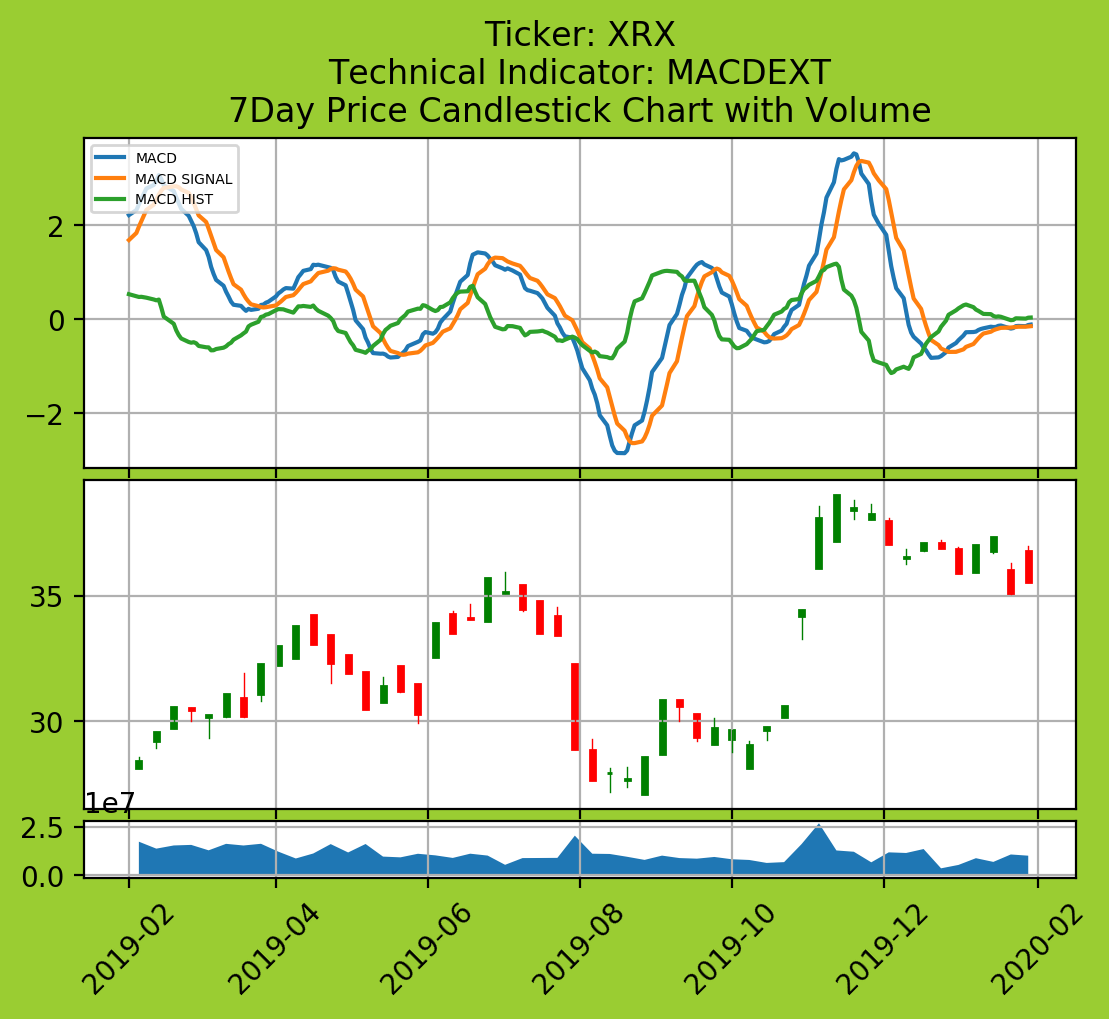 Ticker: XRX
Technical Indicator: MACDEXT
7Day Price Candlestick Chart with Volume
MACD
MACD SIGNAL
MACD HIST
2
0
−2
35
30
1e7
2.5
0.0
2019-02
2019-04
2019-06
2019-08
2019-10
2019-12
2020-02